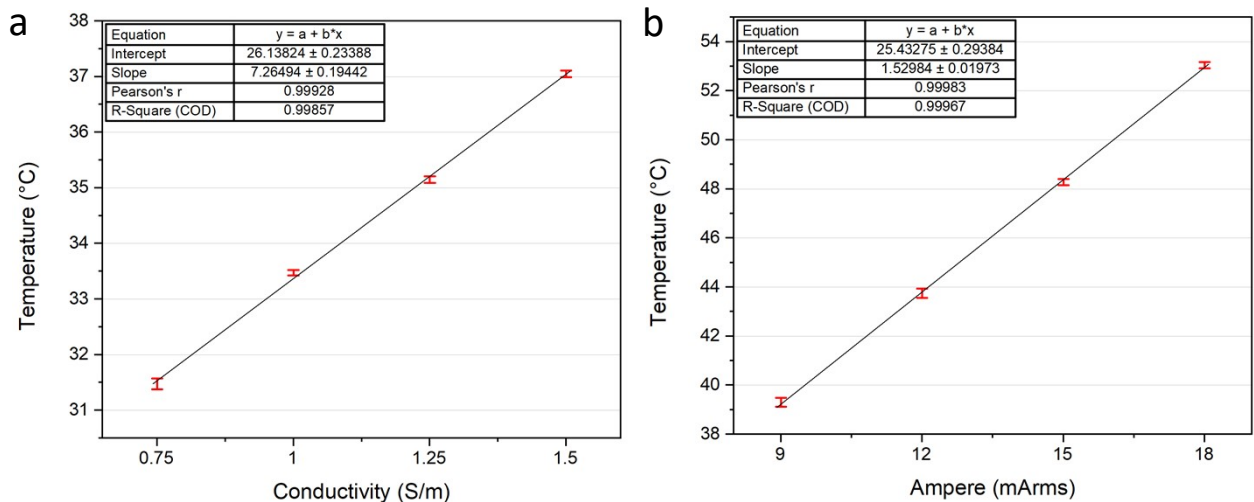 a
Equation y = a + b*x
Intercept 26.13824 ± 0.23388
Slope 7.26494 ± 0.19442
Pearson's r 0.99928
R-Square (COD) 0.99857
38
37
36
35
33
32
31
Temperature (°C)
0.75 1 1.25 1.5
Conductivity (S/m)
b
Equation y = a + b*x
Intercept 25.43275 ± 0.29384
Slope 1.52984 ± 0.01973
Pearson's r 0.99983
R-Square (COD) 0.99967
54
52
50
48
46
44
42
40
38
Temperature (°C)
9 12 15 18
Ampere (mArms)